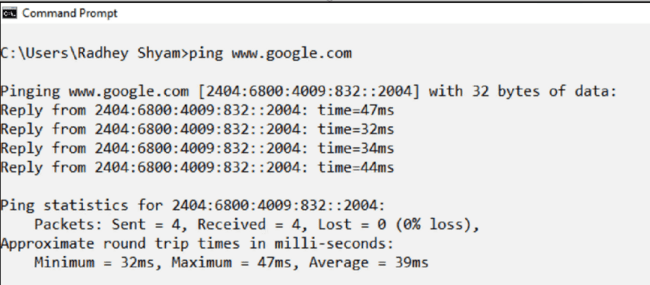 Command Prompt
C:\Users\Radhey Shyam>ping www.google.com
Pinging www.google.com [2404:6800:4009:832::2004] with 32 bytes of data:
Reply from 2404:6800:4009:832::2004: time=47ms
Reply from 2404:6800:4009:832::2004: time=32ms
Reply from 2404:6800:4009:832::2004: time=34ms
Reply from 2404:6800:4009:832::2004: time=44ms
Ping statistics for 2404:6800:4009:832::2004:
    Packets: Sent = 4, Received = 4, Lost = 0 (0% loss),
Approximate round trip times in milli-seconds:
    Minimum = 32ms, Maximum = 47ms, Average = 39ms